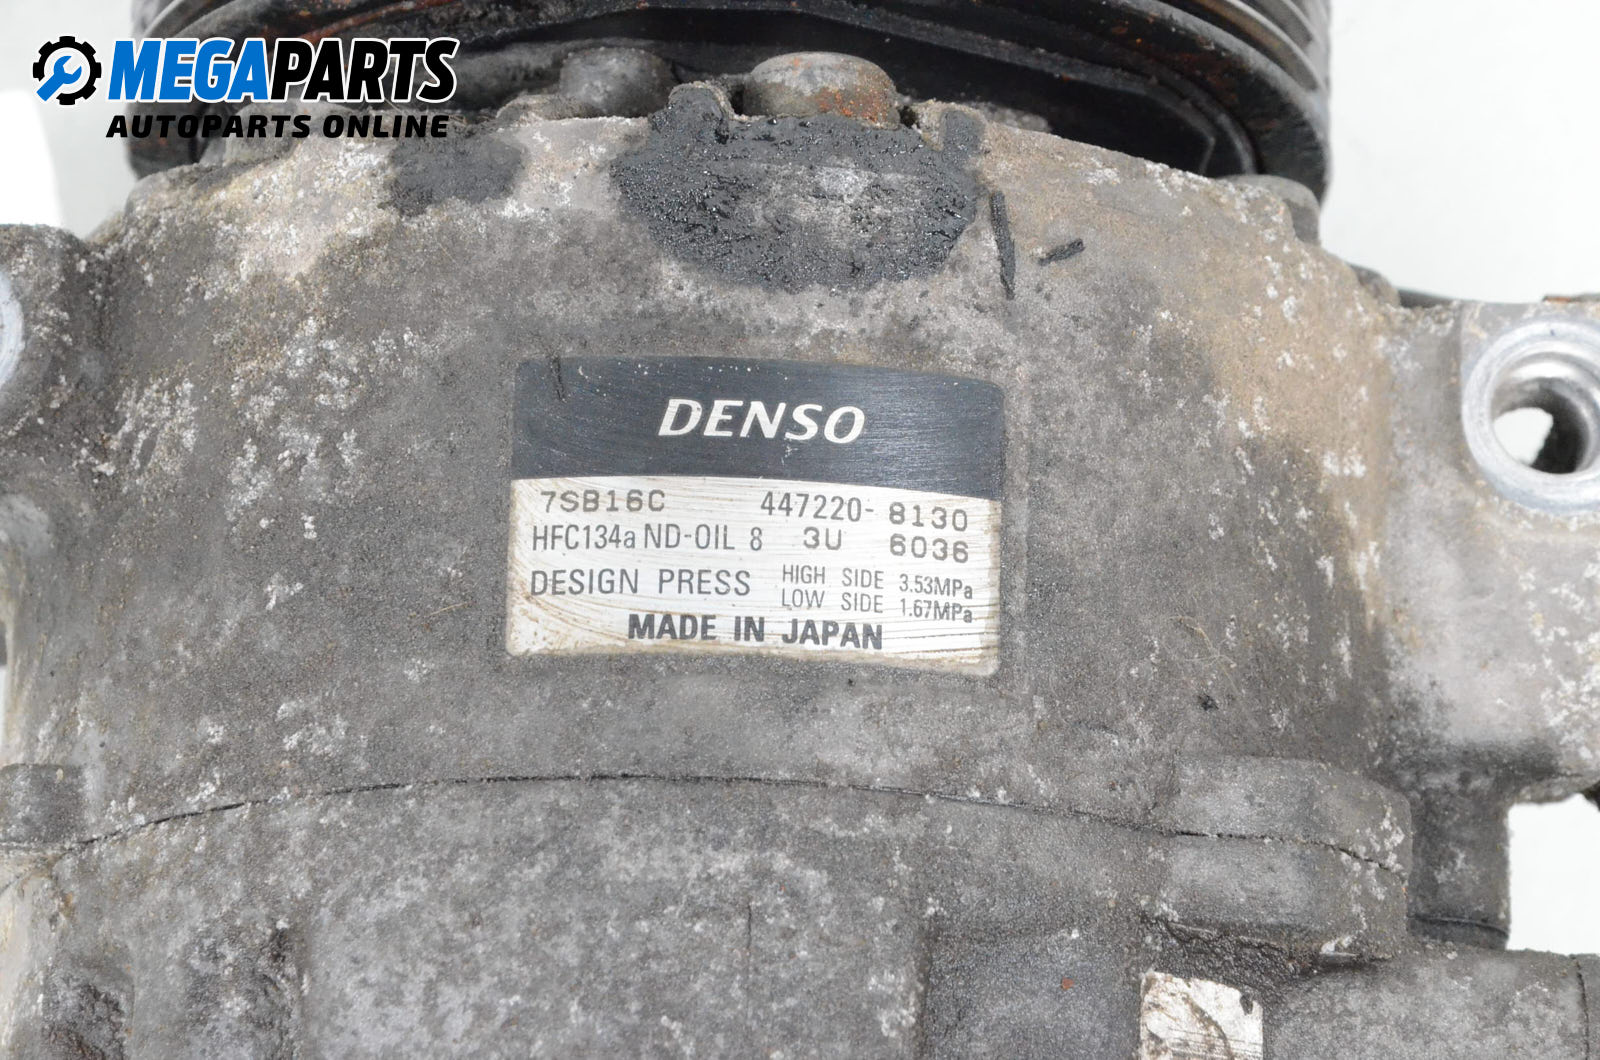 MEGAPARTS
AUTOPARTS ONLINE
DENSO
7SB16C 447220-8130
HFC134a ND-OIL 8 3U 6036
DESIGN PRESS HIGH SIDE 3.53MPa
LOW SIDE 1.67MPa
MADE IN JAPAN